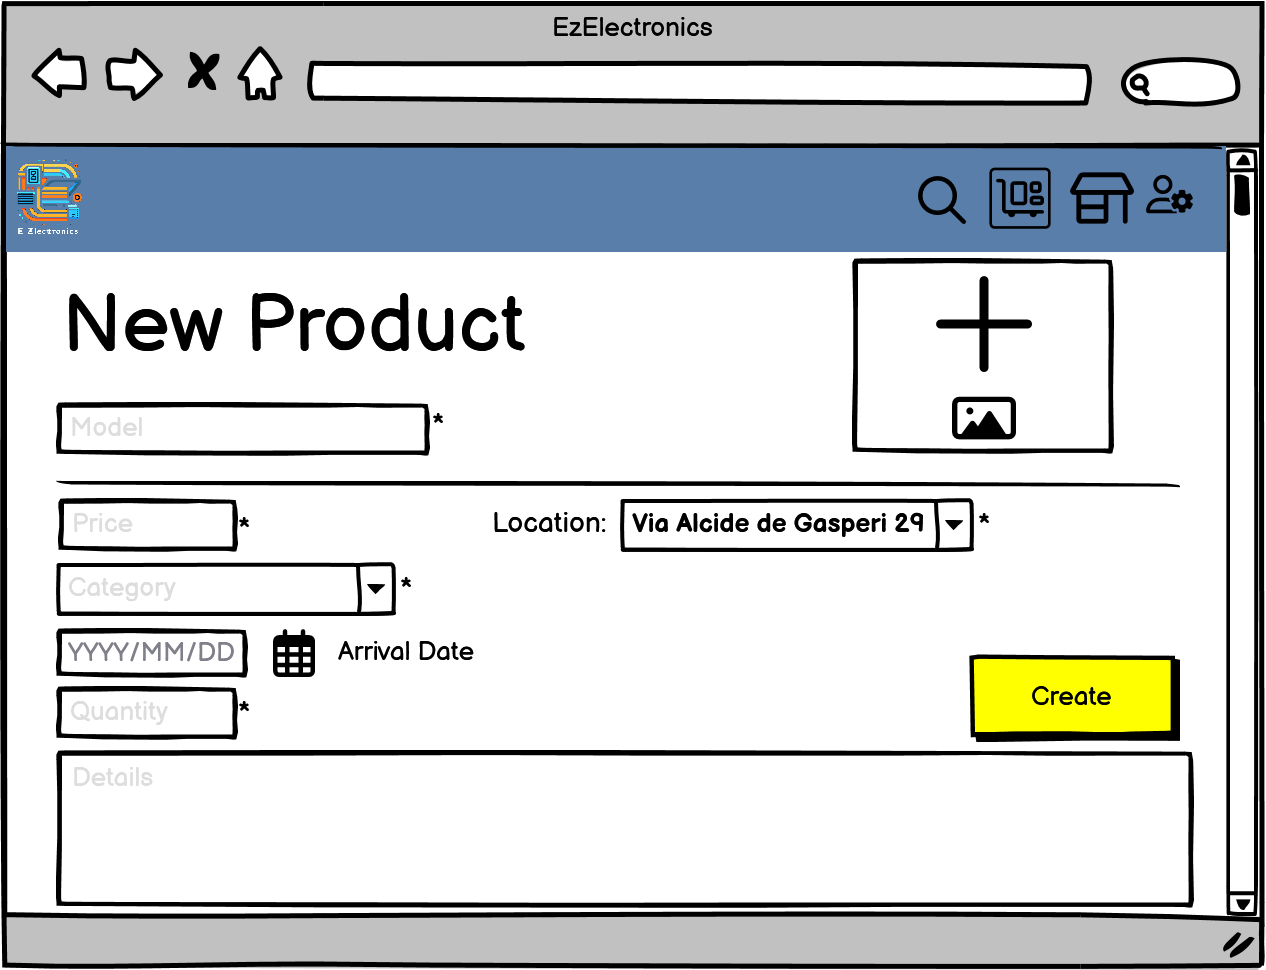 EzElectronics
E Electronics
New Product
Model *
Price *
Location: Via Alcide de Gasperi 29 *
Category *
YYYY/MM/DD Arrival Date
Quantity *
Create
Details